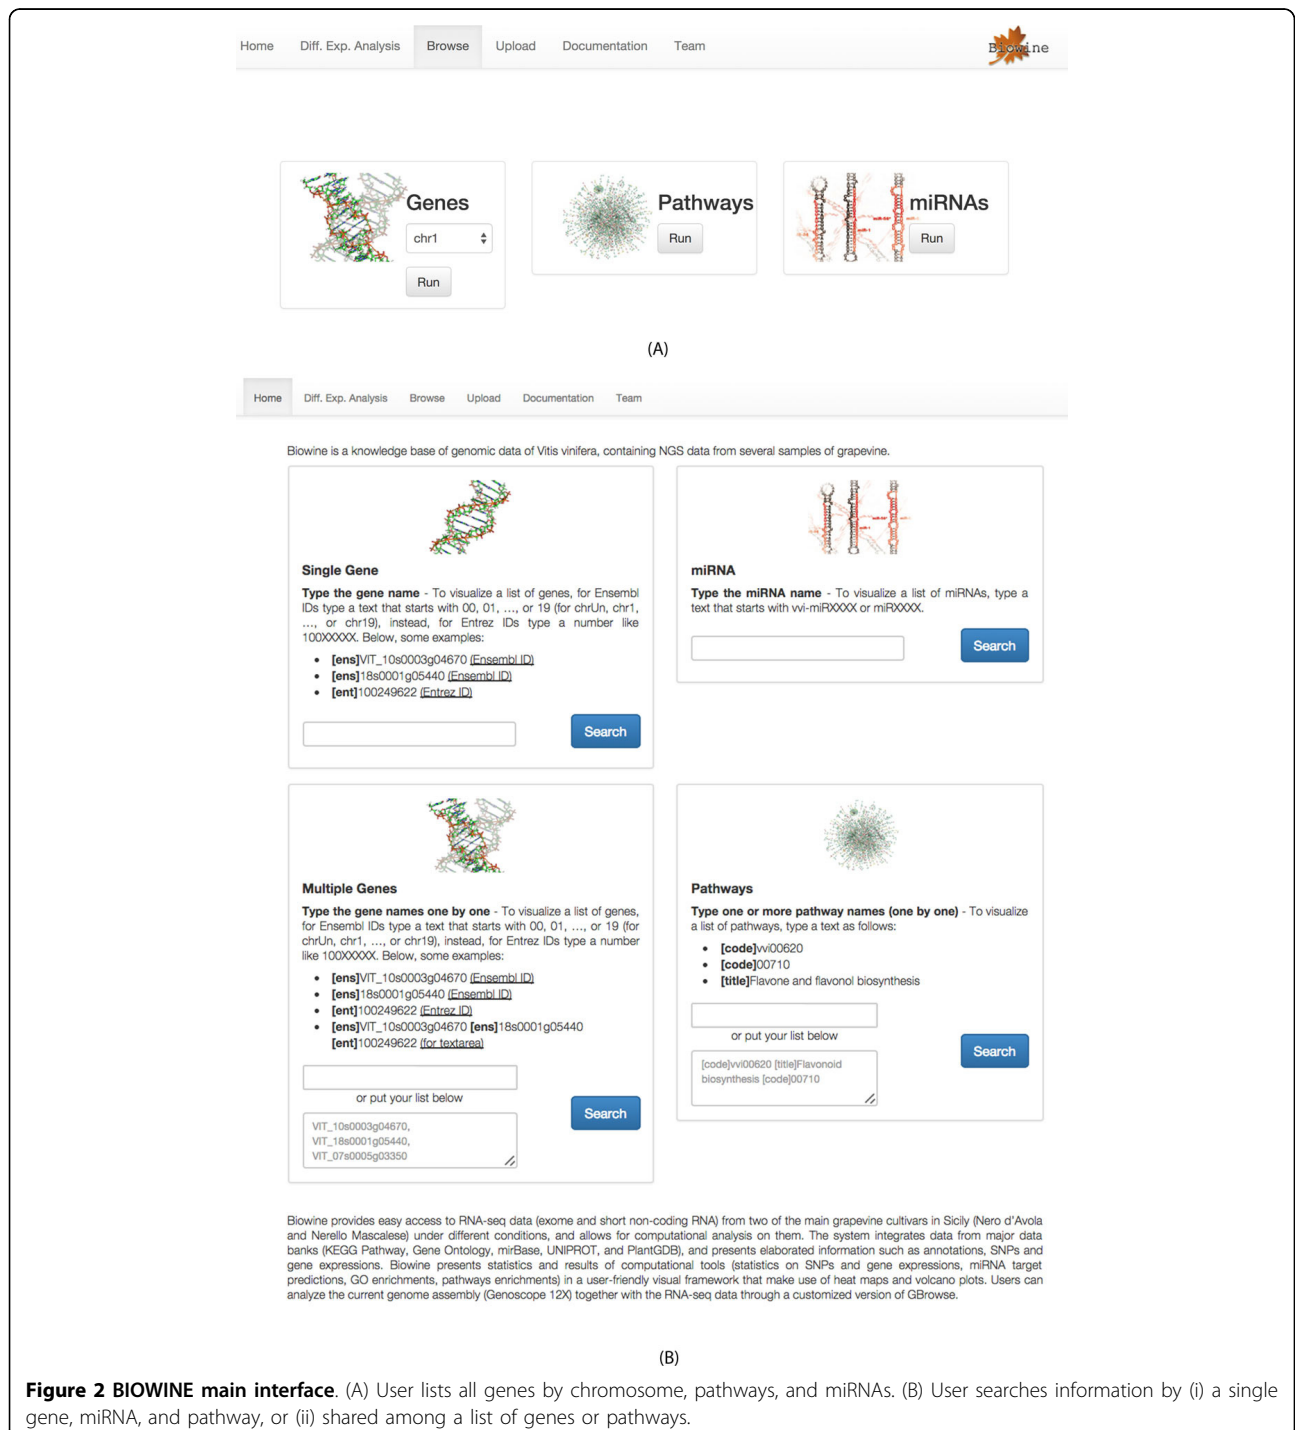 Home Diff. Exp. Analysis Browse Upload Documentation Team Biowine
Genes
chr1
Run
Pathways
Run
miRNAs
Run
(A)
Home Diff. Exp. Analysis Browse Upload Documentation Team
Biowine is a knowledge base of genomic data of Vitis vinifera, containing NGS data from several samples of grapevine.
Single Gene
Type the gene name - To visualize a list of genes, for Ensembl
IDs type a text that starts with 00, 01, ..., or 19 (for chrUn, chr1,
..., or chr19), instead, for Entrez IDs type a number like
100XXXXX. Below, some examples:
• [ens]VIT_10s0003g04670 (Ensembl ID)
• [ens]18s0001g05440 (Ensembl ID)
• [ent]100249622 (Entrez ID)
Search
miRNA
Type the miRNA name - To visualize a list of miRNAs, type a
text that starts with vvi-miRXXXX or miRXXXX.
Search
Multiple Genes
Type the gene names one by one - To visualize a list of genes,
for Ensembl IDs type a text that starts with 00, 01, ..., or 19 (for
chrUn, chr1, ..., or chr19), instead, for Entrez IDs type a number
like 100XXXXX. Below, some examples:
• [ens]VIT_10s0003g04670 (Ensembl ID)
• [ens]18s0001g05440 (Ensembl ID)
• [ent]100249622 (Entrez ID)
• [ens]VIT_10s0003g04670 [ens]18s0001g05440
[ent]100249622 (for textarea)
or put your list below
VIT_10s0003g04670,
VIT_18s0001g05440,
VIT_07s0005g03350
Search
Pathways
Type one or more pathway names (one by one) - To visualize
a list of pathways, type a text as follows:
• [code]vvi00620
• [code]00710
• [title]Flavone and flavonol biosynthesis
or put your list below
[code]vvi00620 [title]Flavonoid
biosynthesis [code]00710
Search
Biowine provides easy access to RNA-seq data (exome and short non-coding RNA) from two of the main grapevine cultivars in Sicily (Nero d'Avola
and Nerello Mascalese) under different conditions, and allows for computational analysis on them. The system integrates data from major data
banks (KEGG Pathway, Gene Ontology, mirBase, UNIPROT, and PlantGDB), and presents elaborated information such as annotations, SNPs and
gene expressions. Biowine presents statistics and results of computational tools (statistics on SNPs and gene expressions, miRNA target
predictions, GO enrichments, pathways enrichments) in a user-friendly visual framework that make use of heat maps and volcano plots. Users can
analyze the current genome assembly (Genoscope 12X) together with the RNA-seq data through a customized version of GBrowse.
(B)
Figure 2 BIOWINE main interface. (A) User lists all genes by chromosome, pathways, and miRNAs. (B) User searches information by (i) a single
gene, miRNA, and pathway, or (ii) shared among a list of genes or pathways.